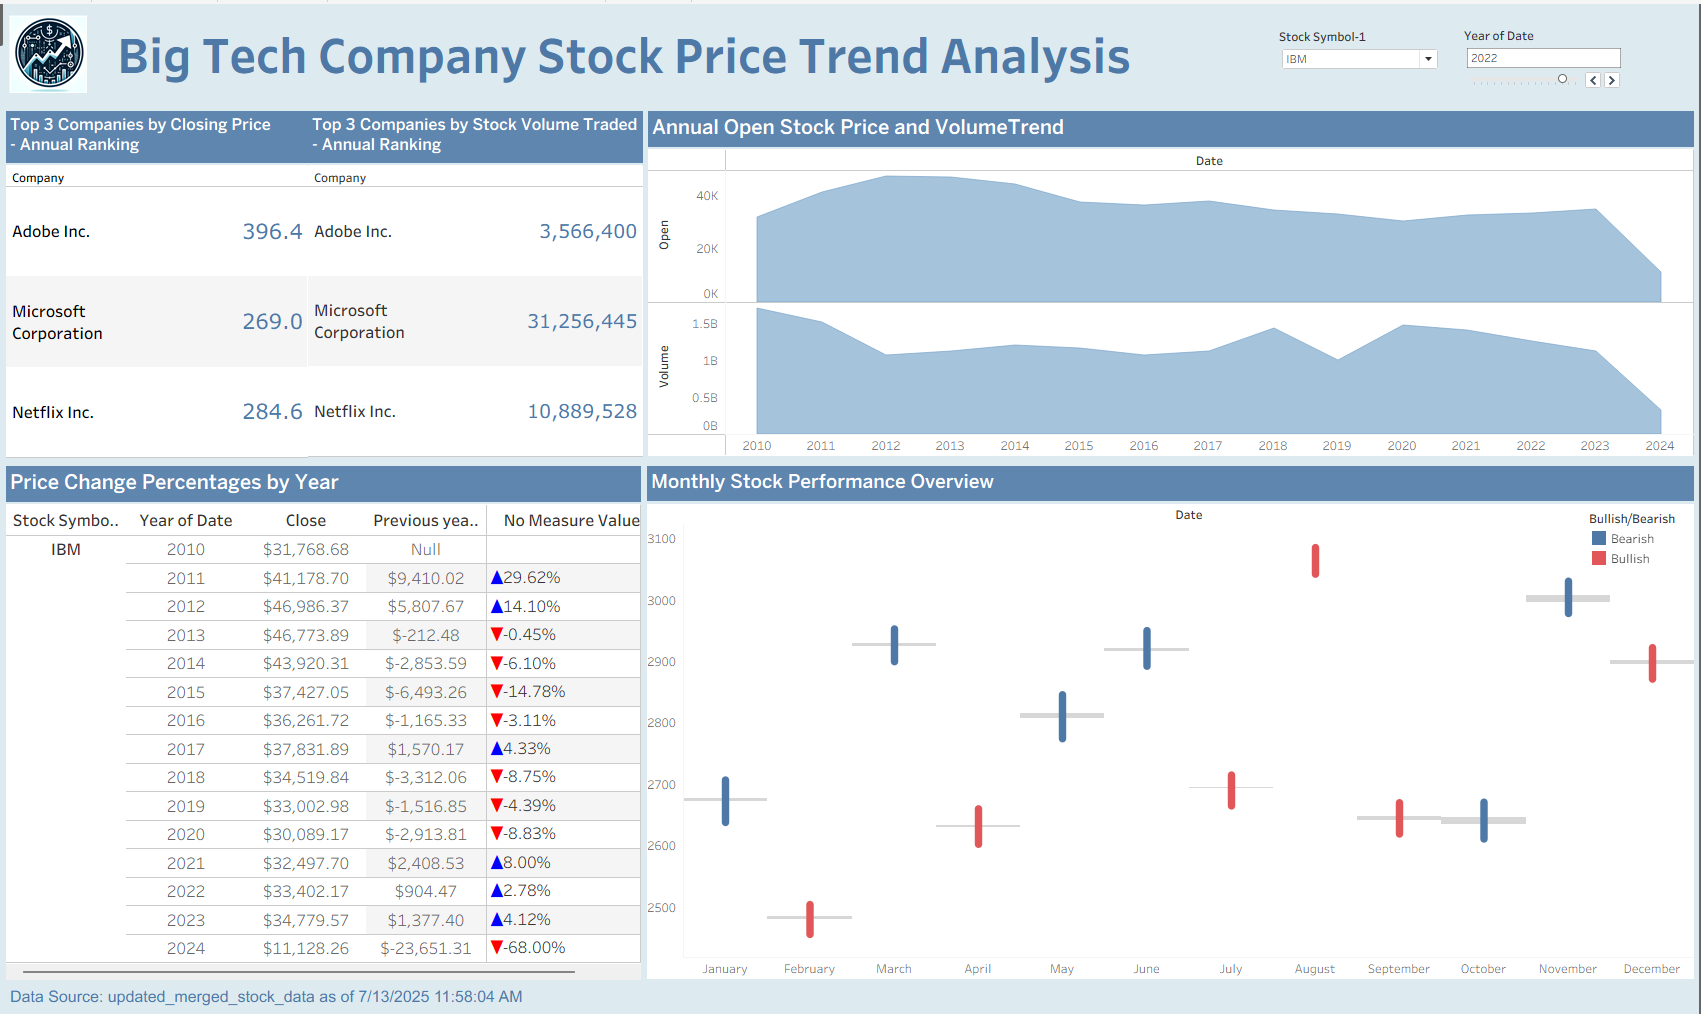 Big Tech Company Stock Price Trend Analysis
Stock Symbol-1
IBM
Year of Date
2022
Top 3 Companies by Closing Price
- Annual Ranking
Company
Adobe Inc. 396.4
Microsoft
Corporation 269.0
Netflix Inc. 284.6
Top 3 Companies by Stock Volume Traded
- Annual Ranking
Company
Adobe Inc. 3,566,400
Microsoft
Corporation 31,256,445
Netflix Inc. 10,889,528
Annual Open Stock Price and VolumeTrend
Date
Open
40K
20K
0K
Volume
1.5B
1B
0.5B
0B
2010 2011 2012 2013 2014 2015 2016 2017 2018 2019 2020 2021 2022 2023 2024
Price Change Percentages by Year
Stock Symbo.. Year of Date Close Previous yea.. No Measure Value
IBM 2010 $31,768.68 Null
2011 $41,178.70 $9,410.02 ▲29.62%
2012 $46,986.37 $5,807.67 ▲14.10%
2013 $46,773.89 $-212.48 ▼-0.45%
2014 $43,920.31 $-2,853.59 ▼-6.10%
2015 $37,427.05 $-6,493.26 ▼-14.78%
2016 $36,261.72 $-1,165.33 ▼-3.11%
2017 $37,831.89 $1,570.17 ▲4.33%
2018 $34,519.84 $-3,312.06 ▼-8.75%
2019 $33,002.98 $-1,516.85 ▼-4.39%
2020 $30,089.17 $-2,913.81 ▼-8.83%
2021 $32,497.70 $2,408.53 ▲8.00%
2022 $33,402.17 $904.47 ▲2.78%
2023 $34,779.57 $1,377.40 ▲4.12%
2024 $11,128.26 $-23,651.31 ▼-68.00%
Monthly Stock Performance Overview
Date
Bullish/Bearish
Bearish
Bullish
3100
3000
2900
2800
2700
2600
2500
January February March April May June July August September October November December
Data Source: updated_merged_stock_data as of 7/13/2025 11:58:04 AM